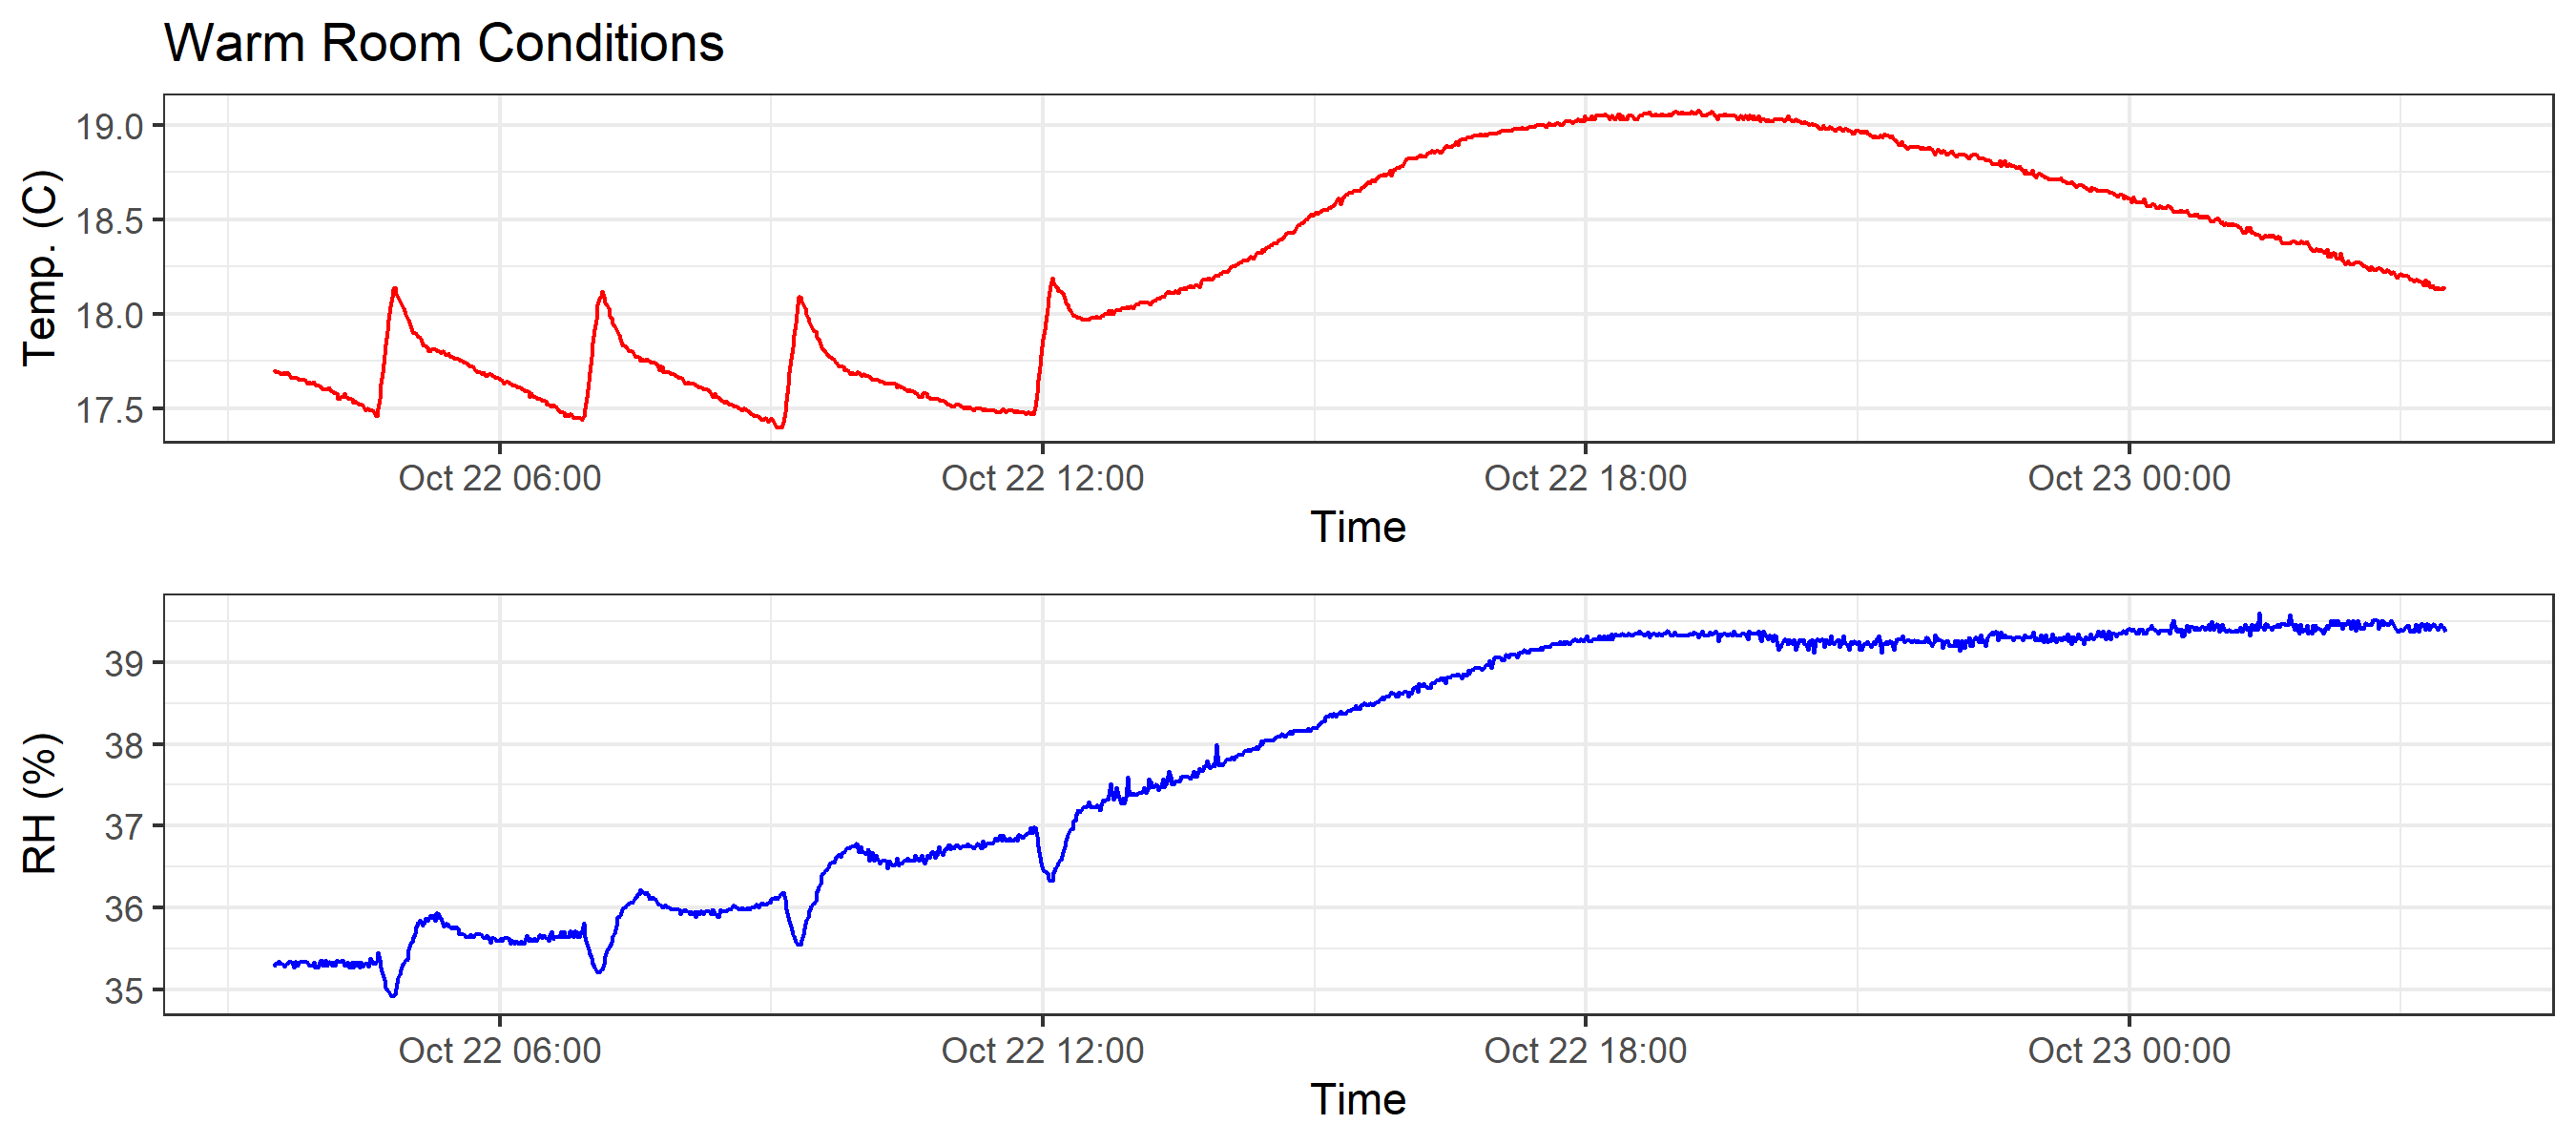 Warm Room Conditions
Temp. (C)
19.0
18.5
18.0
17.5
Oct 22 06:00 Oct 22 12:00 Oct 22 18:00 Oct 23 00:00
Time
RH (%)
39
38
37
36
35
Oct 22 06:00 Oct 22 12:00 Oct 22 18:00 Oct 23 00:00
Time